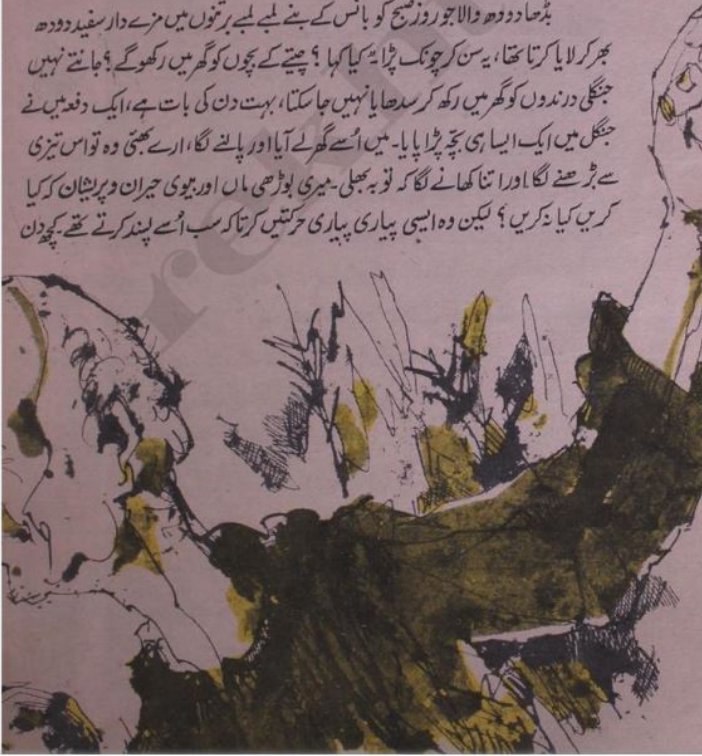 بڈھا دودھ والا جو روز صبح کو بانس کے بنے لمبے لمبے برتنوں میں مزے دار سفید دودھ
بھر کر لایا کرتا تھا، یہ سن کر چونک پڑا یہ کیا کہا ؟ چیتے کے بچوں کو گھر میں رکھو گے ؟ جانتے نہیں
جنگلی درندوں کو گھر میں رکھ کر سدھایا نہیں جا سکتا، بہت دن کی بات ہے، ایک دفعہ میں نے
جنگل میں ایک ایسا ہی بچہ پڑا پایا۔ میں اُسے گھر لے آیا اور پالنے لگا، ارے بھئی وہ تو اس تیزی
سے بڑھنے لگا اور اتنا کھانے لگا کہ توبہ بھلی۔ میری بوڑھی ماں اور بیوی حیران و پریشان کہ کیا
کریں کیا نہ کریں ؟ لیکن وہ ایسی پیاری پیاری حرکتیں کرتا کہ سب اُسے پسند کرتے تھے۔ کچھ دن
rekh